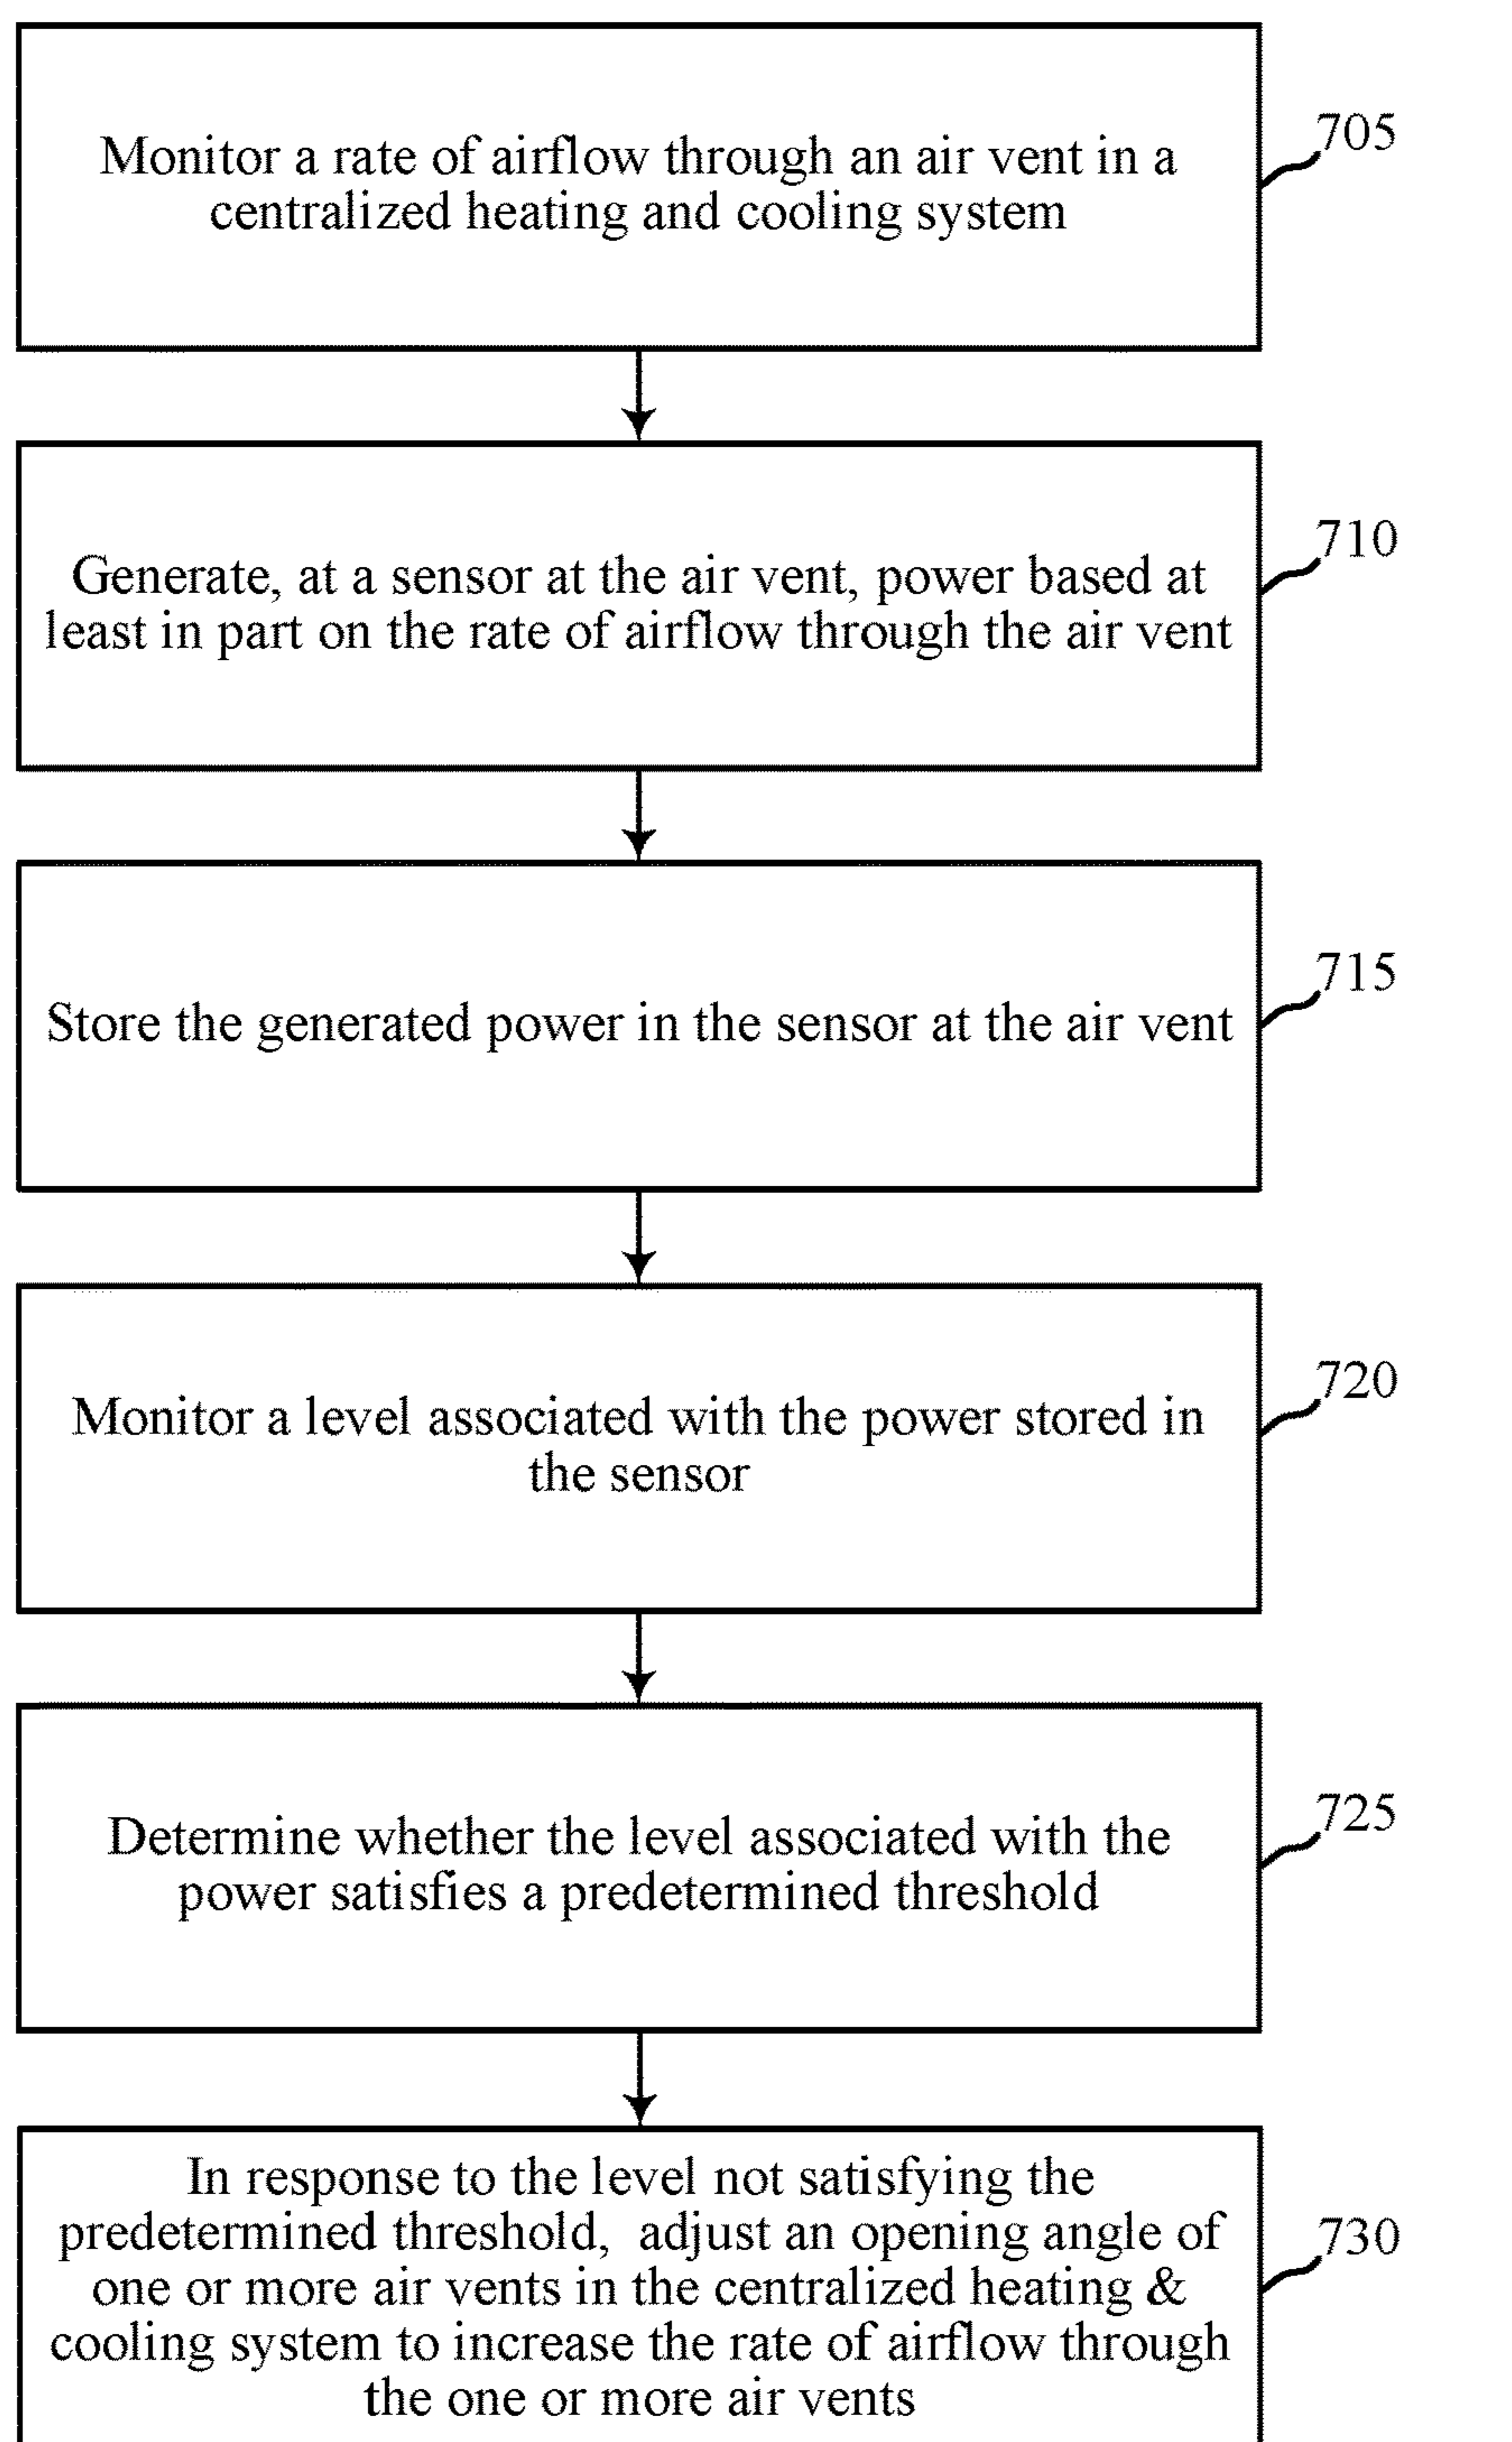 Monitor a rate of airflow through an air vent in a
centralized heating and cooling system
705
Generate, at a sensor at the air vent, power based at
least in part on the rate of airflow through the air vent
710
Store the generated power in the sensor at the air vent
715
Monitor a level associated with the power stored in
the sensor
720
Determine whether the level associated with the
power satisfies a predetermined threshold
725
In response to the level not satisfying the
predetermined threshold, adjust an opening angle of
one or more air vents in the centralized heating &
cooling system to increase the rate of airflow through
the one or more air vents
730